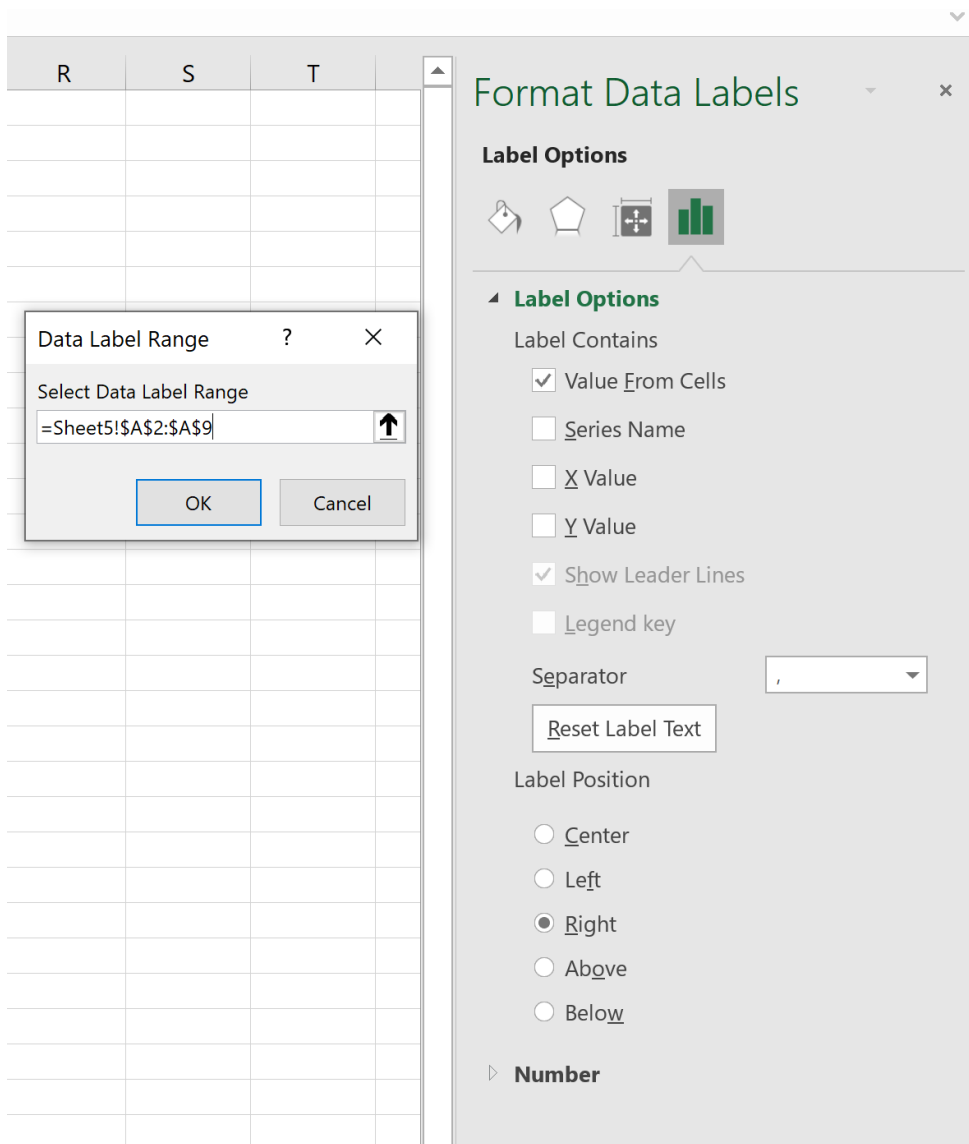 R S T
Format Data Labels
Label Options
Label Options
Label Contains
Value From Cells
Series Name
X Value
Y Value
Show Leader Lines
Legend key
Separator ,
Reset Label Text
Label Position
Center
Left
Right
Above
Below
Number
Data Label Range ?
Select Data Label Range
=Sheet5!$A$2:$A$9
OK Cancel